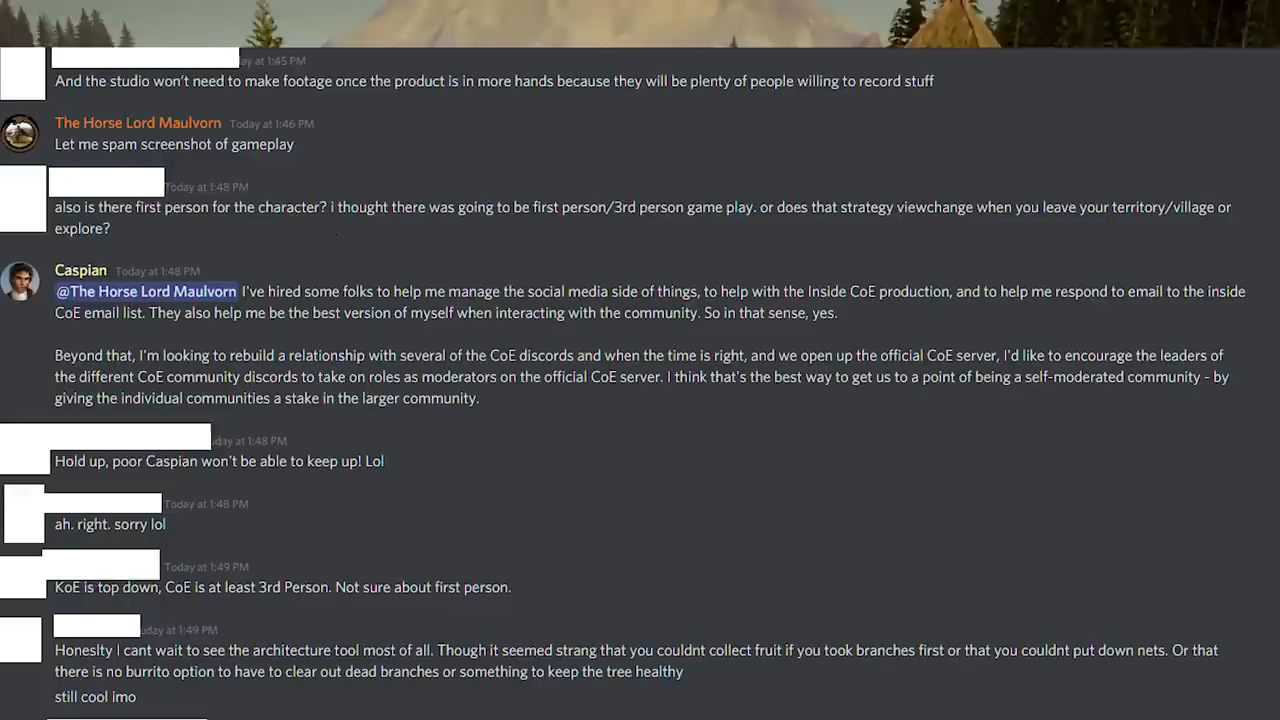 ay at 1:45 PM
And the studio won't need to make footage once the product is in more hands because they will be plenty of people willing to record stuff
The Horse Lord Maulvorn Today at 1:46 PM
Let me spam screenshot of gameplay
Today at 1:48 PM
also is there first person for the character? i thought there was going to be first person/3rd person game play. or does that strategy viewchange when you leave your territory/village or
explore?
Caspian Today at 1:48 PM
@The Horse Lord Maulvorn I've hired some folks to help me manage the social media side of things, to help with the Inside CoE production, and to help me respond to email to the inside
CoE email list. They also help me be the best version of myself when interacting with the community. So in that sense, yes.
Beyond that, I'm looking to rebuild a relationship with several of the CoE discords and when the time is right, and we open up the official CoE server, I'd like to encourage the leaders of
the different CoE community discords to take on roles as moderators on the official CoE server. I think that's the best way to get us to a point of being a self-moderated community - by
giving the individual communities a stake in the larger community.
day at 1:48 PM
Hold up, poor Caspian won't be able to keep up! Lol
Today at 1:48 PM
ah. right. sorry lol
Today at 1:49 PM
KoE is top down, CoE is at least 3rd Person. Not sure about first person.
oday at 1:49 PM
Honeslty I cant wait to see the architecture tool most of all. Though it seemed strang that you couldnt collect fruit if you took branches first or that you couldnt put down nets. Or that
there is no burrito option to have to clear out dead branches or something to keep the tree healthy
still cool imo